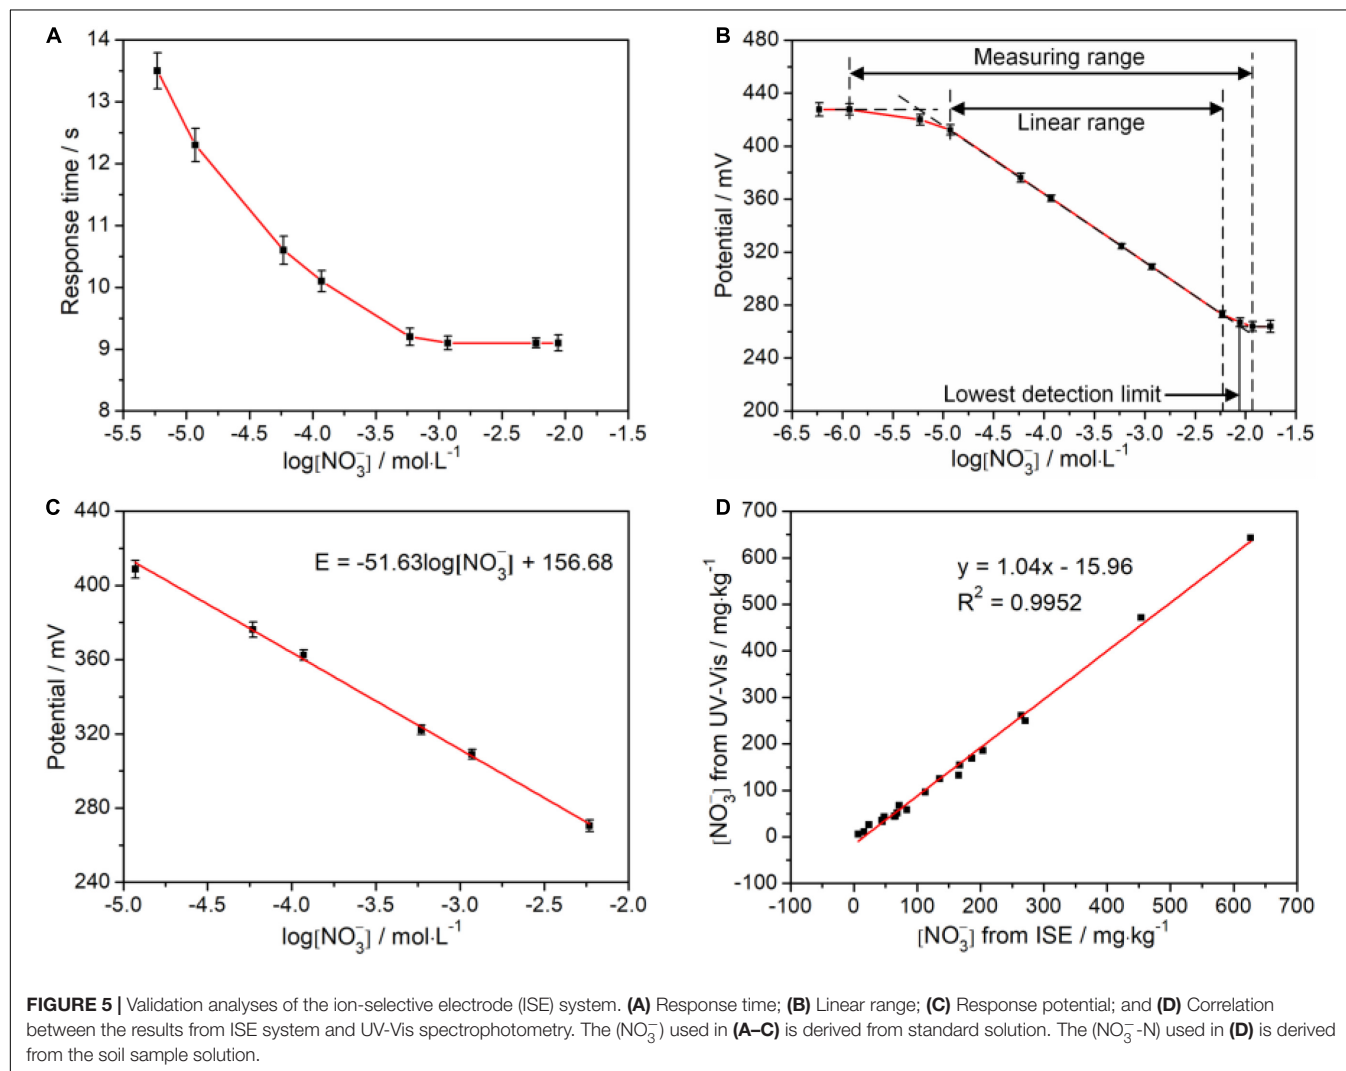 A
14
13
12
11
10
9
8
Response time / s
-5.5 -5.0 -4.5 -4.0 -3.5 -3.0 -2.5 -2.0 -1.5
log[NO₃⁻] / mol·L⁻¹
B
480
440
400
360
320
280
240
200
Potential / mV
Measuring range
Linear range
Lowest detection limit
-6.5 -6.0 -5.5 -5.0 -4.5 -4.0 -3.5 -3.0 -2.5 -2.0 -1.5
log[NO₃⁻] / mol·L⁻¹
C
440
400
360
320
280
240
Potential / mV
E = -51.63log[NO₃⁻] + 156.68
-5.0 -4.5 -4.0 -3.5 -3.0 -2.5 -2.0
log[NO₃⁻] / mol·L⁻¹
D
700
600
500
400
300
200
100
0
-100
[NO₃⁻] from UV-Vis / mg·kg⁻¹
y = 1.04x - 15.96
R² = 0.9952
-100 0 100 200 300 400 500 600 700
[NO₃⁻] from ISE / mg·kg⁻¹
FIGURE 5 | Validation analyses of the ion-selective electrode (ISE) system. (A) Response time; (B) Linear range; (C) Response potential; and (D) Correlation
between the results from ISE system and UV-Vis spectrophotometry. The (NO₃⁻) used in (A–C) is derived from standard solution. The (NO₃⁻-N) used in (D) is derived
from the soil sample solution.